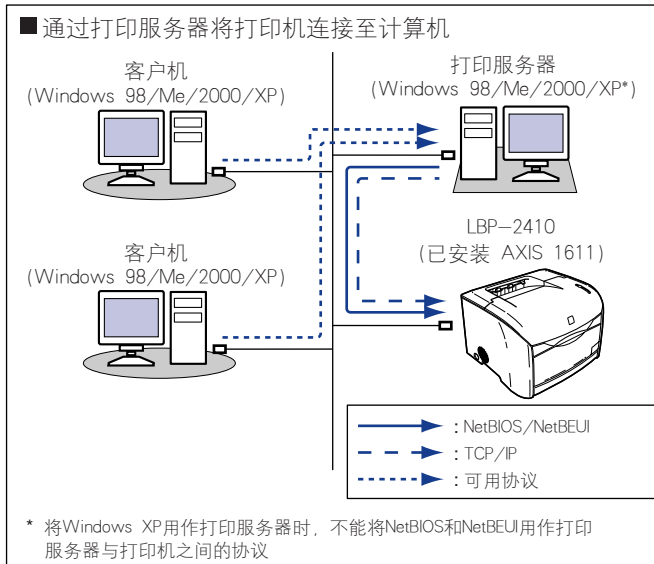 ■通过打印服务器将打印机连接至计算机
客户机
(Windows 98/Me/2000/XP)
打印服务器
(Windows 98/Me/2000/XP*)
客户机
(Windows 98/Me/2000/XP)
LBP-2410
(已安装 AXIS 1611)
: NetBIOS/NetBEUI
: TCP/IP
: 可用协议
* 将Windows XP用作打印服务器时，不能将NetBIOS和NetBEUI用作打印
服务器与打印机之间的协议